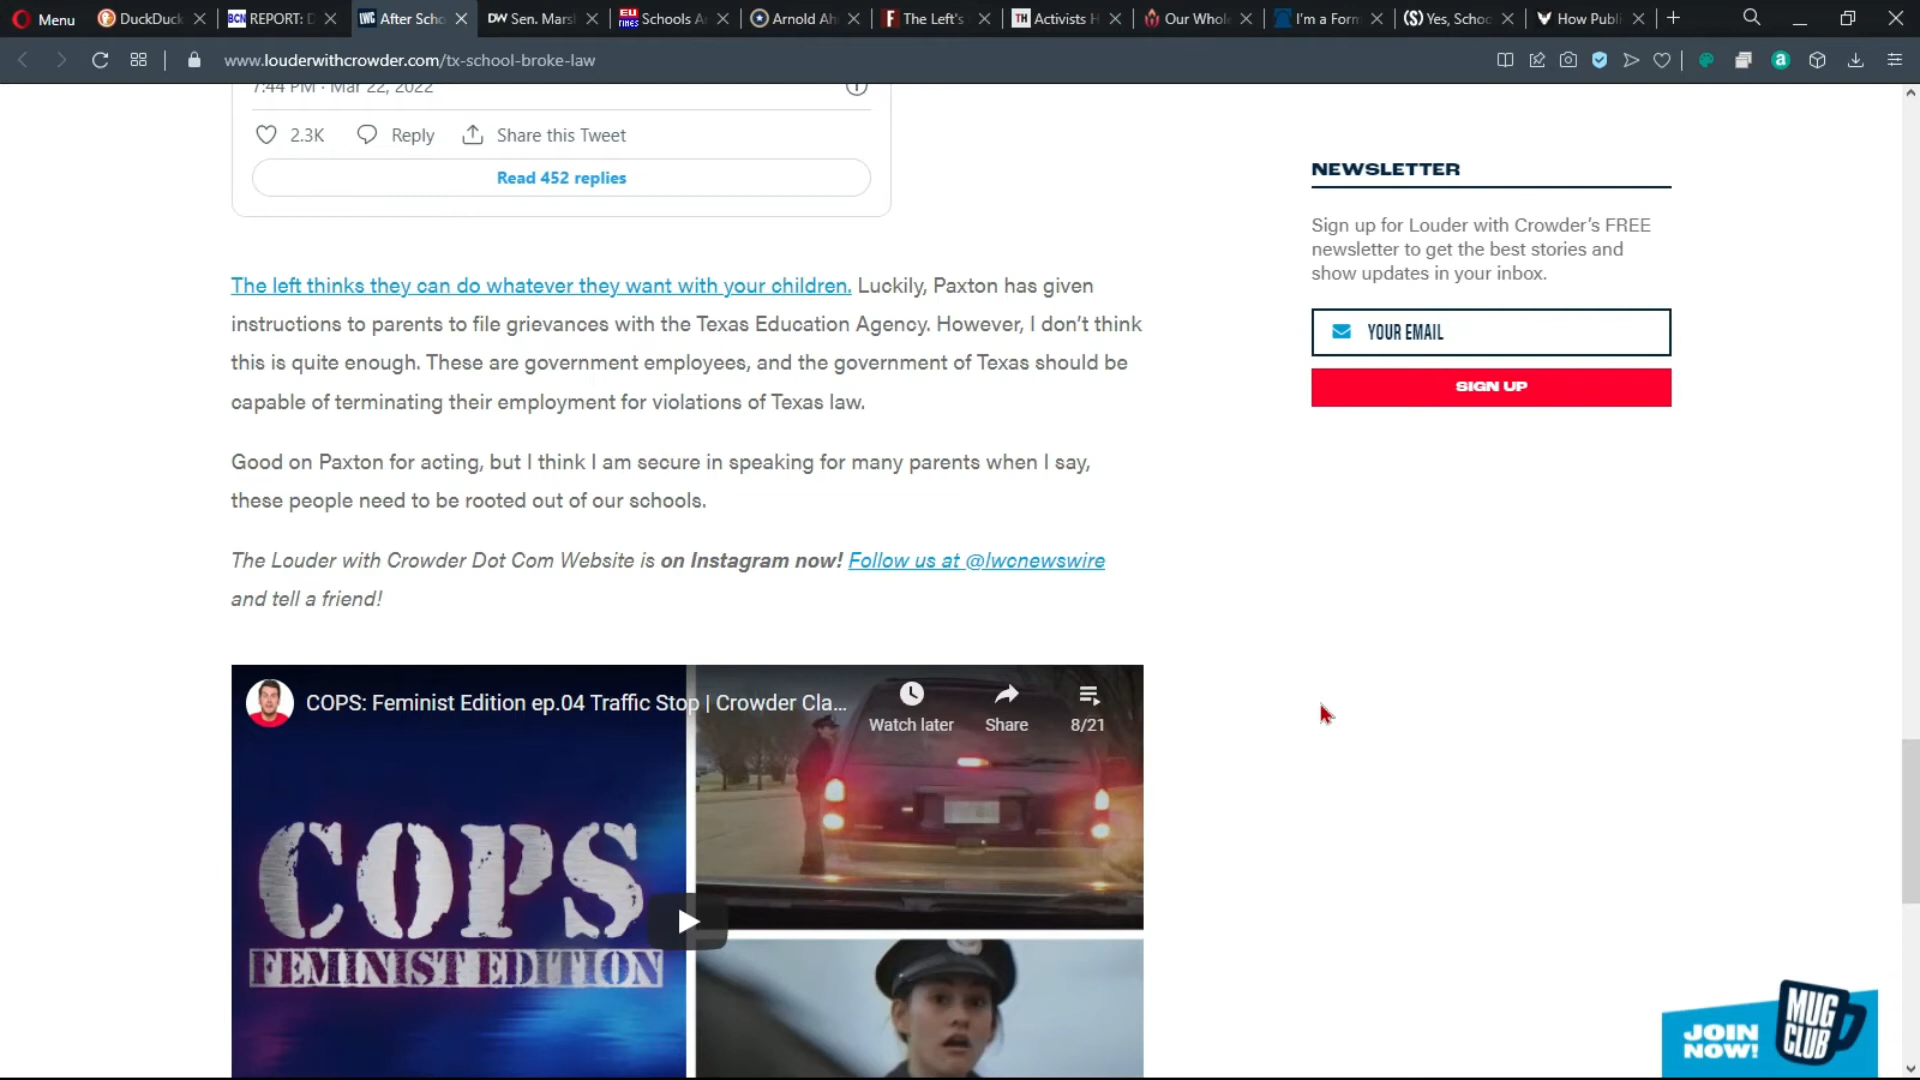 Menu
DuckDuck
BCN REPORT: D
LWC After Scho
DW Sen. Mars
EU TIMES Schools A
Arnold Ah
F The Left's
TH Activists H
Our Whol
I'm a Form
(S) Yes, Schoo
How Publi
www.louderwithcrowder.com/tx-school-broke-law
a
7:44 PM · Mar 22, 2022
2.3K Reply Share this Tweet
Read 452 replies
The left thinks they can do whatever they want with your children. Luckily, Paxton has given
instructions to parents to file grievances with the Texas Education Agency. However, I don't think
this is quite enough. These are government employees, and the government of Texas should be
capable of terminating their employment for violations of Texas law.
Good on Paxton for acting, but I think I am secure in speaking for many parents when I say,
these people need to be rooted out of our schools.
The Louder with Crowder Dot Com Website is on Instagram now! Follow us at @lwcnewswire
and tell a friend!
COPS: Feminist Edition ep.04 Traffic Stop | Crowder Cla...
Watch later
Share
8/21
COPS
FEMINIST EDITION
NEWSLETTER
Sign up for Louder with Crowder's FREE
newsletter to get the best stories and
show updates in your inbox.
YOUR EMAIL
SIGN UP
JOIN
NOW!
MUG
CLUB